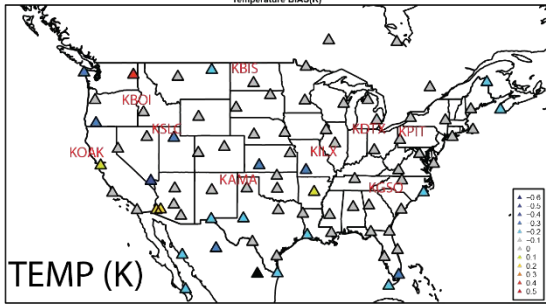 Temperature BIAS(K)
KBIS
KBOI
KSLC
KDTX
KPIT
KOAK
KILX
KAMA
KGSO
TEMP (K)
−0.6
−0.5
−0.4
−0.3
−0.2
−0.1
0
0.1
0.2
0.3
0.4
0.5